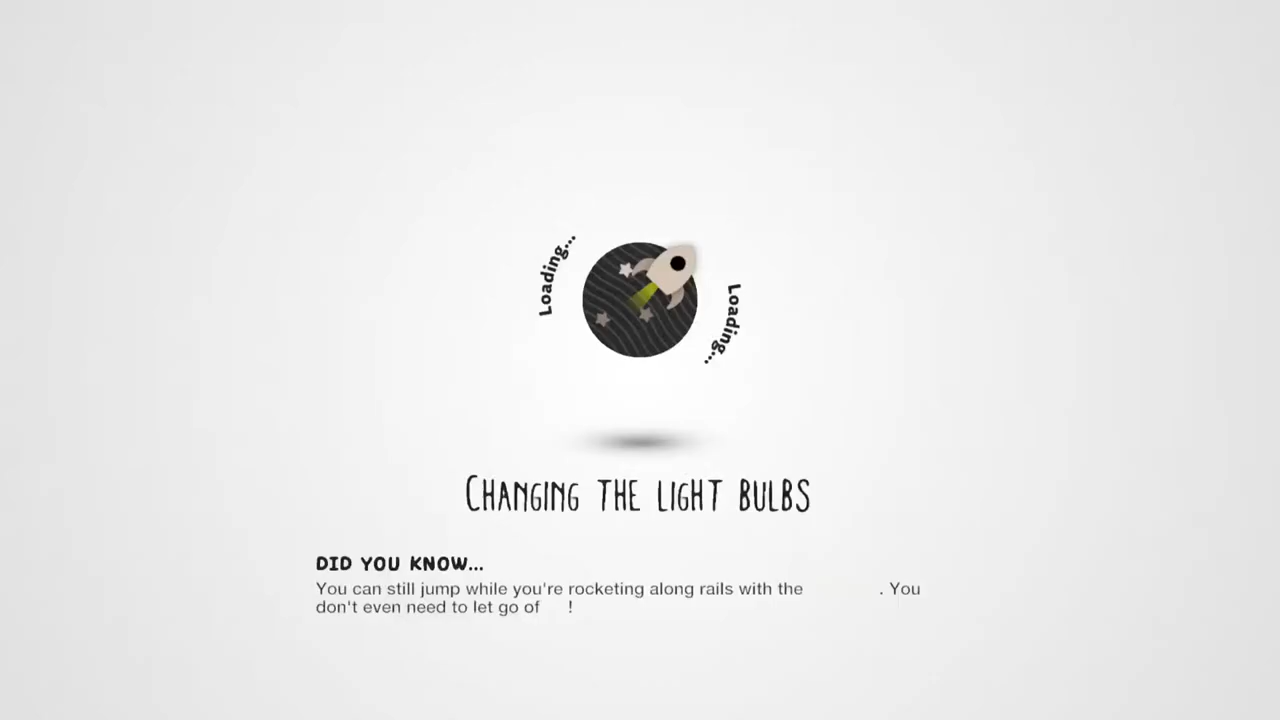 Loading...
Loading...
Changing the light bulbs
DID YOU KNOW...
You can still jump while you're rocketing along rails with the . You
don't even need to let go of !